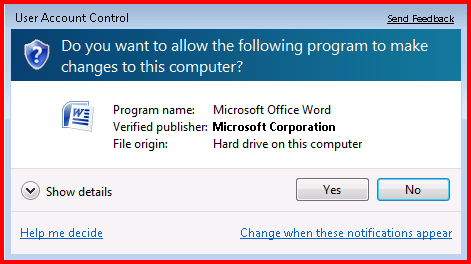 User Account Control
Send Feedback
Do you want to allow the following program to make
changes to this computer?
Program name: Microsoft Office Word
Verified publisher: Microsoft Corporation
File origin: Hard drive on this computer
Show details
Yes
No
Help me decide
Change when these notifications appear